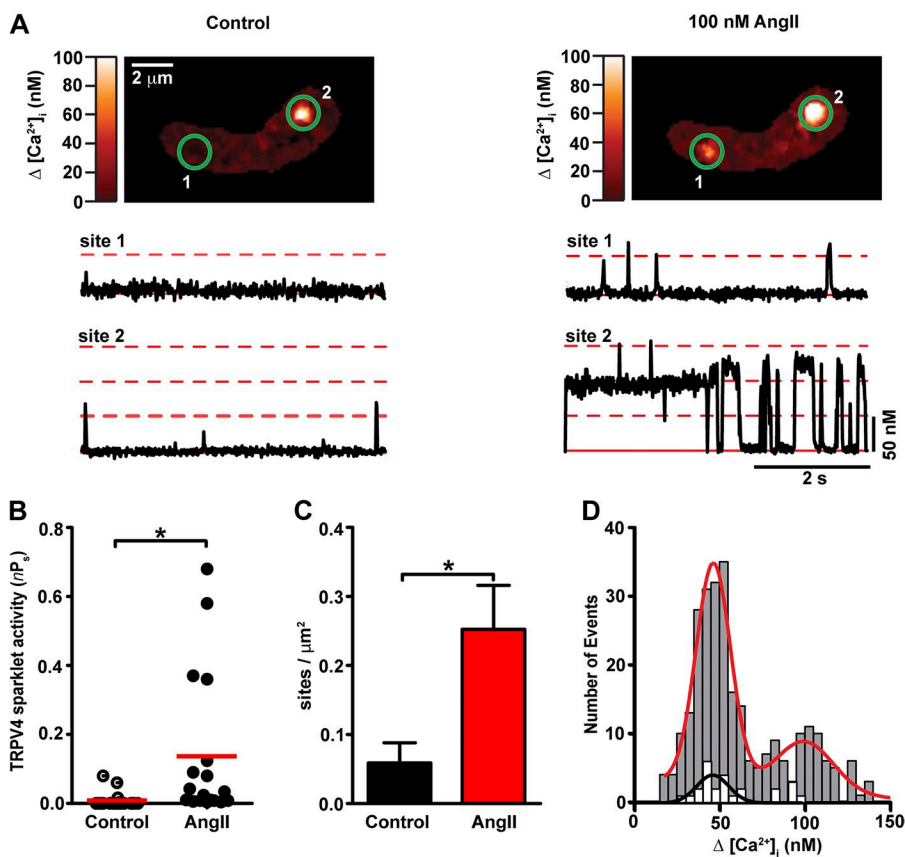 A
Control
100 nM AngII
Δ [Ca²⁺]ᵢ (nM)
100
80
60
40
20
0
2 μm
1
2
Δ [Ca²⁺]ᵢ (nM)
100
80
60
40
20
0
1
2
site 1
site 2
site 1
site 2
50 nM
2 s
B
TRPV4 sparklet activity (nPₛ)
0.8
0.6
0.4
0.2
0.0
*
c
c
c
Control
AngII
C
sites / μm²
0.4
0.3
0.2
0.1
0.0
*
Control
AngII
D
Number of Events
40
30
20
10
0
0
50
100
150
Δ [Ca²⁺]ᵢ (nM)